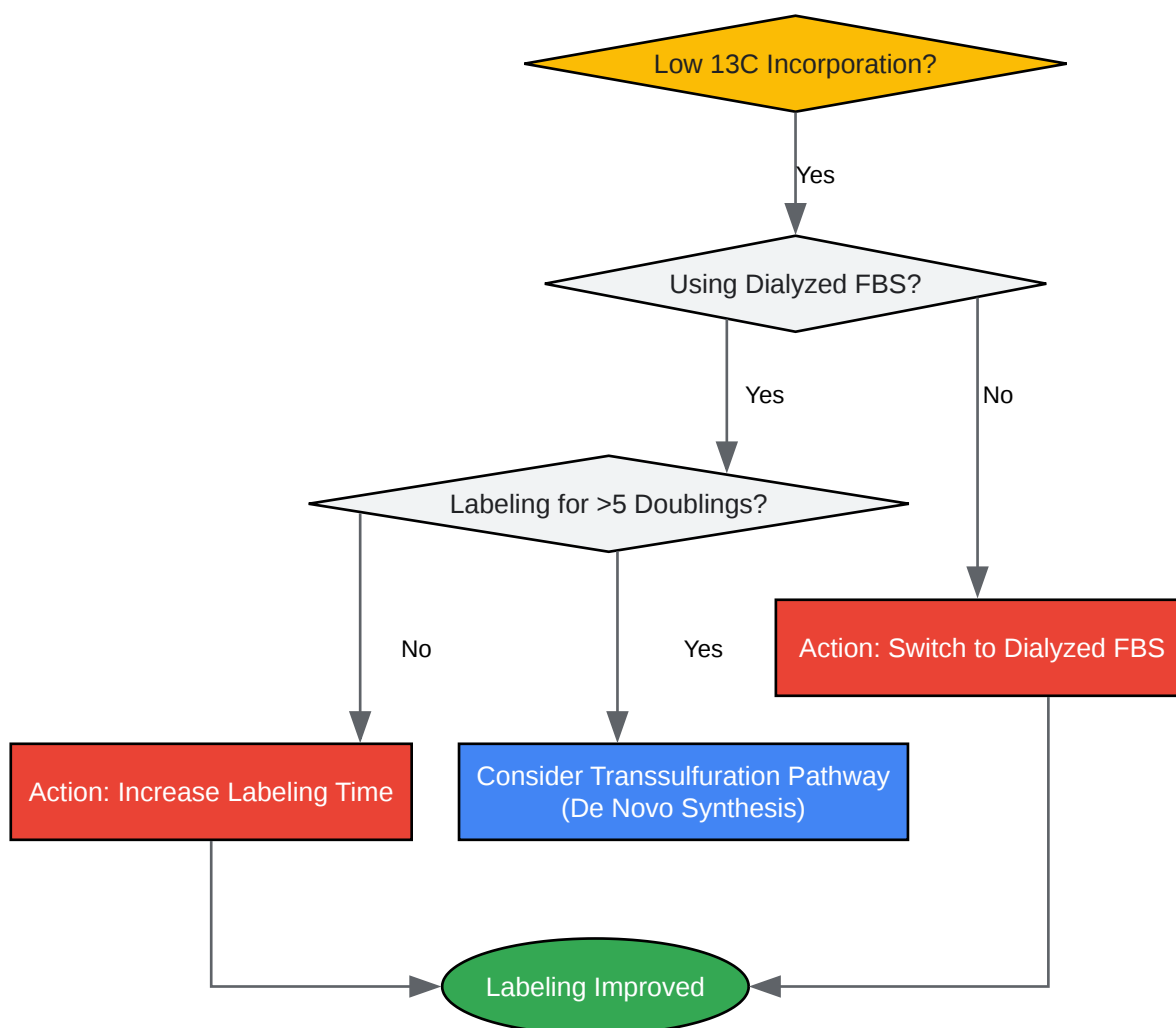 Low 13C Incorporation?
Yes
Using Dialyzed FBS?
Yes
No
Labeling for >5 Doublings?
No
Yes
Action: Switch to Dialyzed FBS
Action: Increase Labeling Time
Consider Transsulfuration Pathway
(De Novo Synthesis)
Labeling Improved